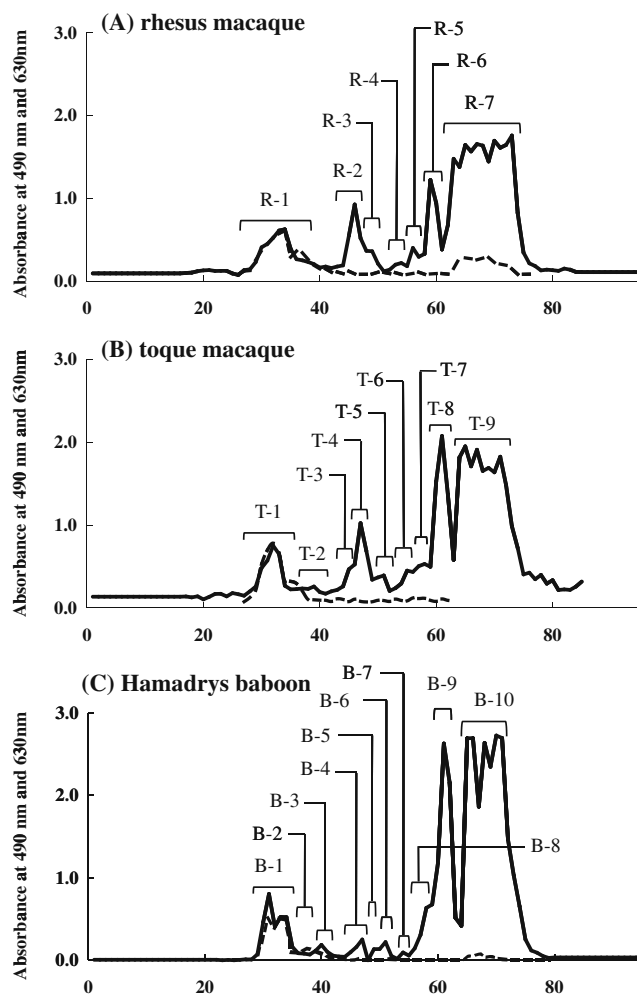 (A) rhesus macaque
Absorbance at 490 nm and 630nm
3.0
2.0
1.0
0.0
R-1
R-2
R-3
R-4
R-5
R-6
R-7
0
20
40
60
80
(B) toque macaque
Absorbance at 490 nm and 630nm
3.0
2.0
1.0
0.0
T-1
T-2
T-3
T-4
T-5
T-6
T-7
T-8
T-9
0
20
40
60
80
(C) Hamadrys baboon
Absorbance at 490 nm and 630nm
3.0
2.0
1.0
0.0
B-1
B-2
B-3
B-4
B-5
B-6
B-7
B-8
B-9
B-10
0
20
40
60
80